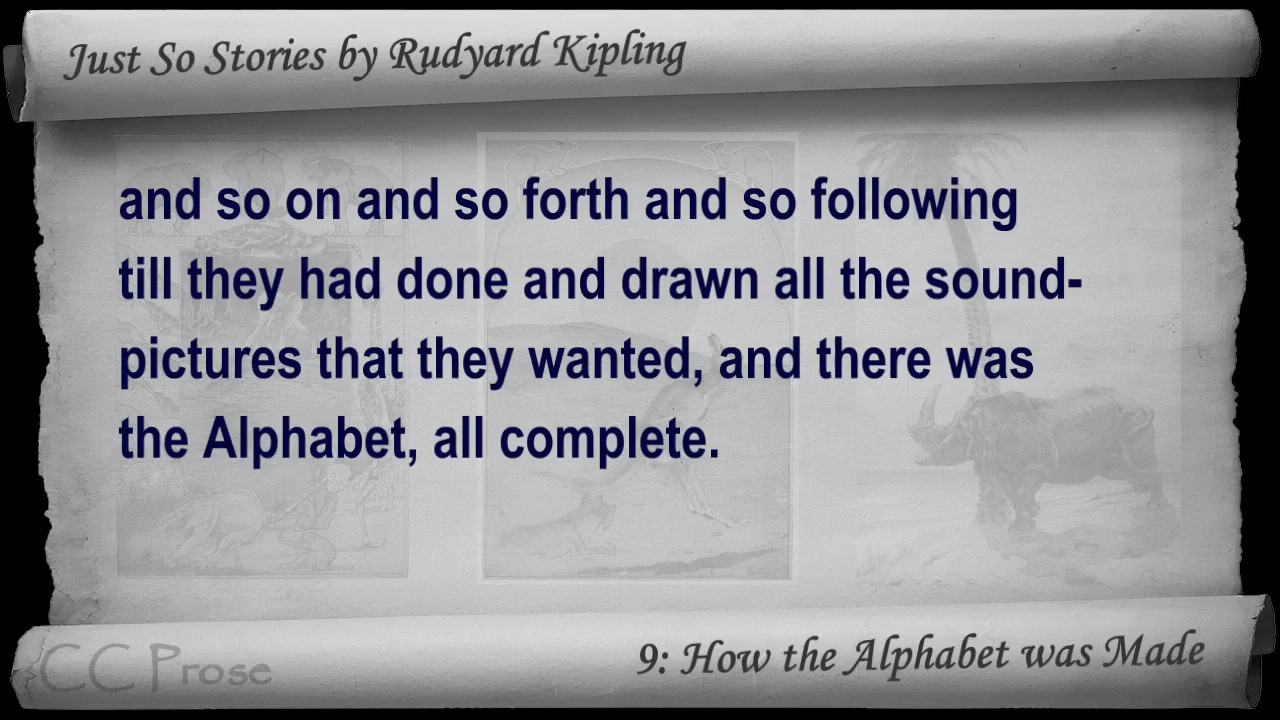 Just So Stories by Rudyard Kipling
and so on and so forth and so following
till they had done and drawn all the sound-
pictures that they wanted, and there was
the Alphabet, all complete.
9: How the Alphabet was Made
CC Prose